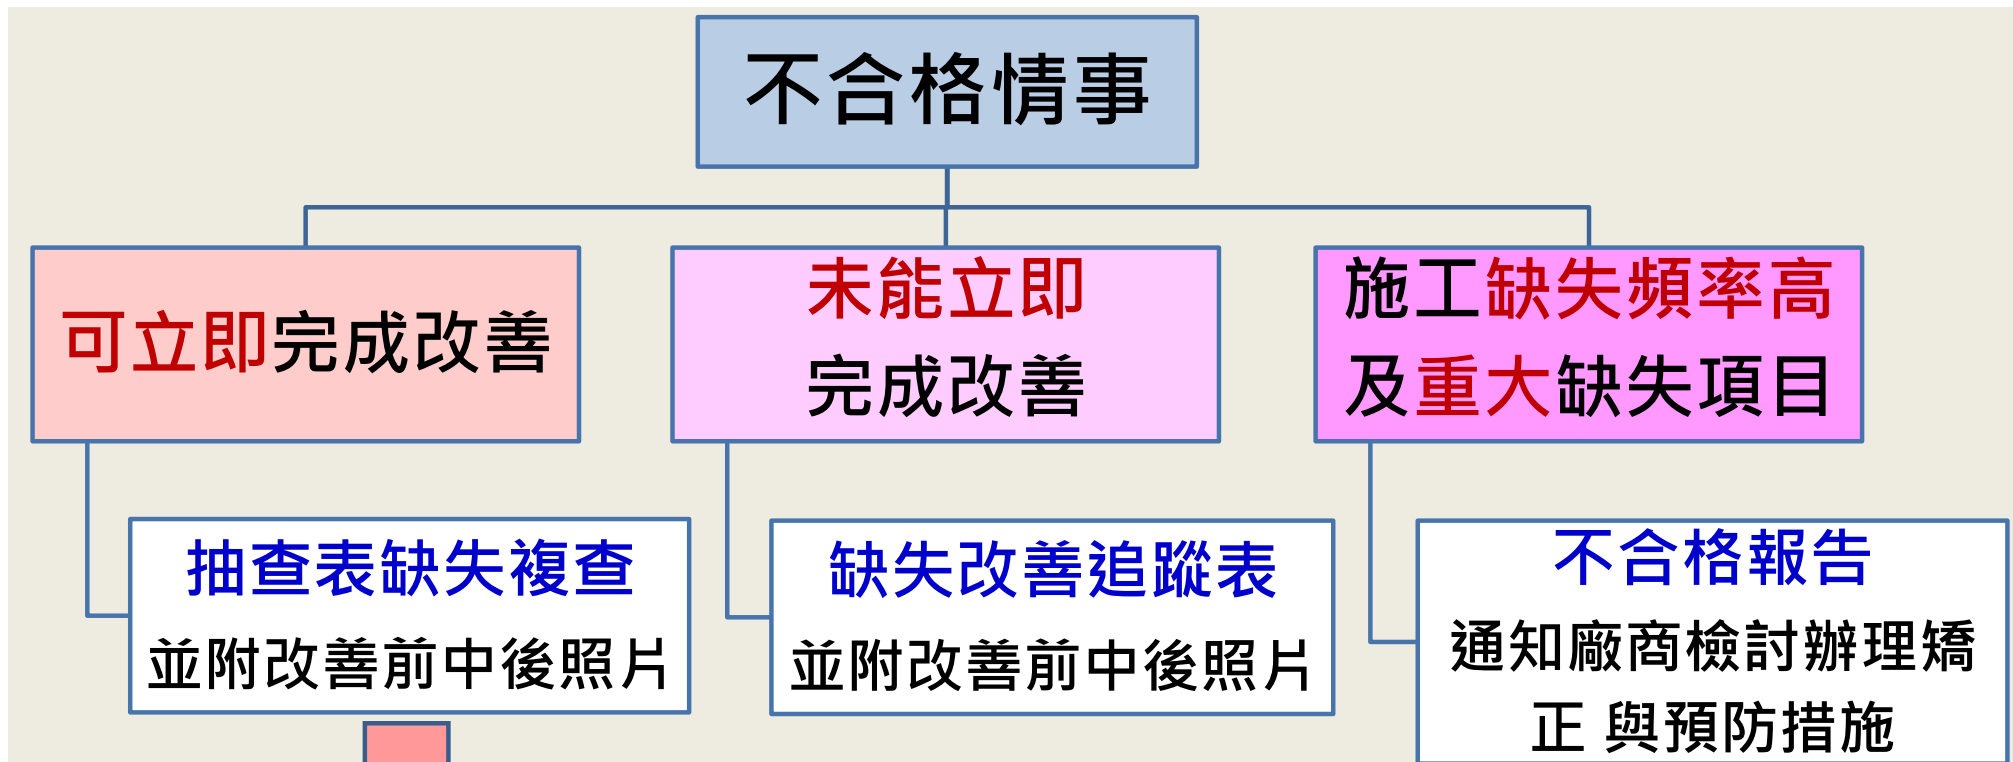 不合格情事
可立即完成改善
未能立即
完成改善
施工缺失頻率高
及重大缺失項目
抽查表缺失複查
並附改善前中後照片
缺失改善追蹤表
並附改善前中後照片
不合格報告
通知廠商檢討辦理矯
正 與預防措施